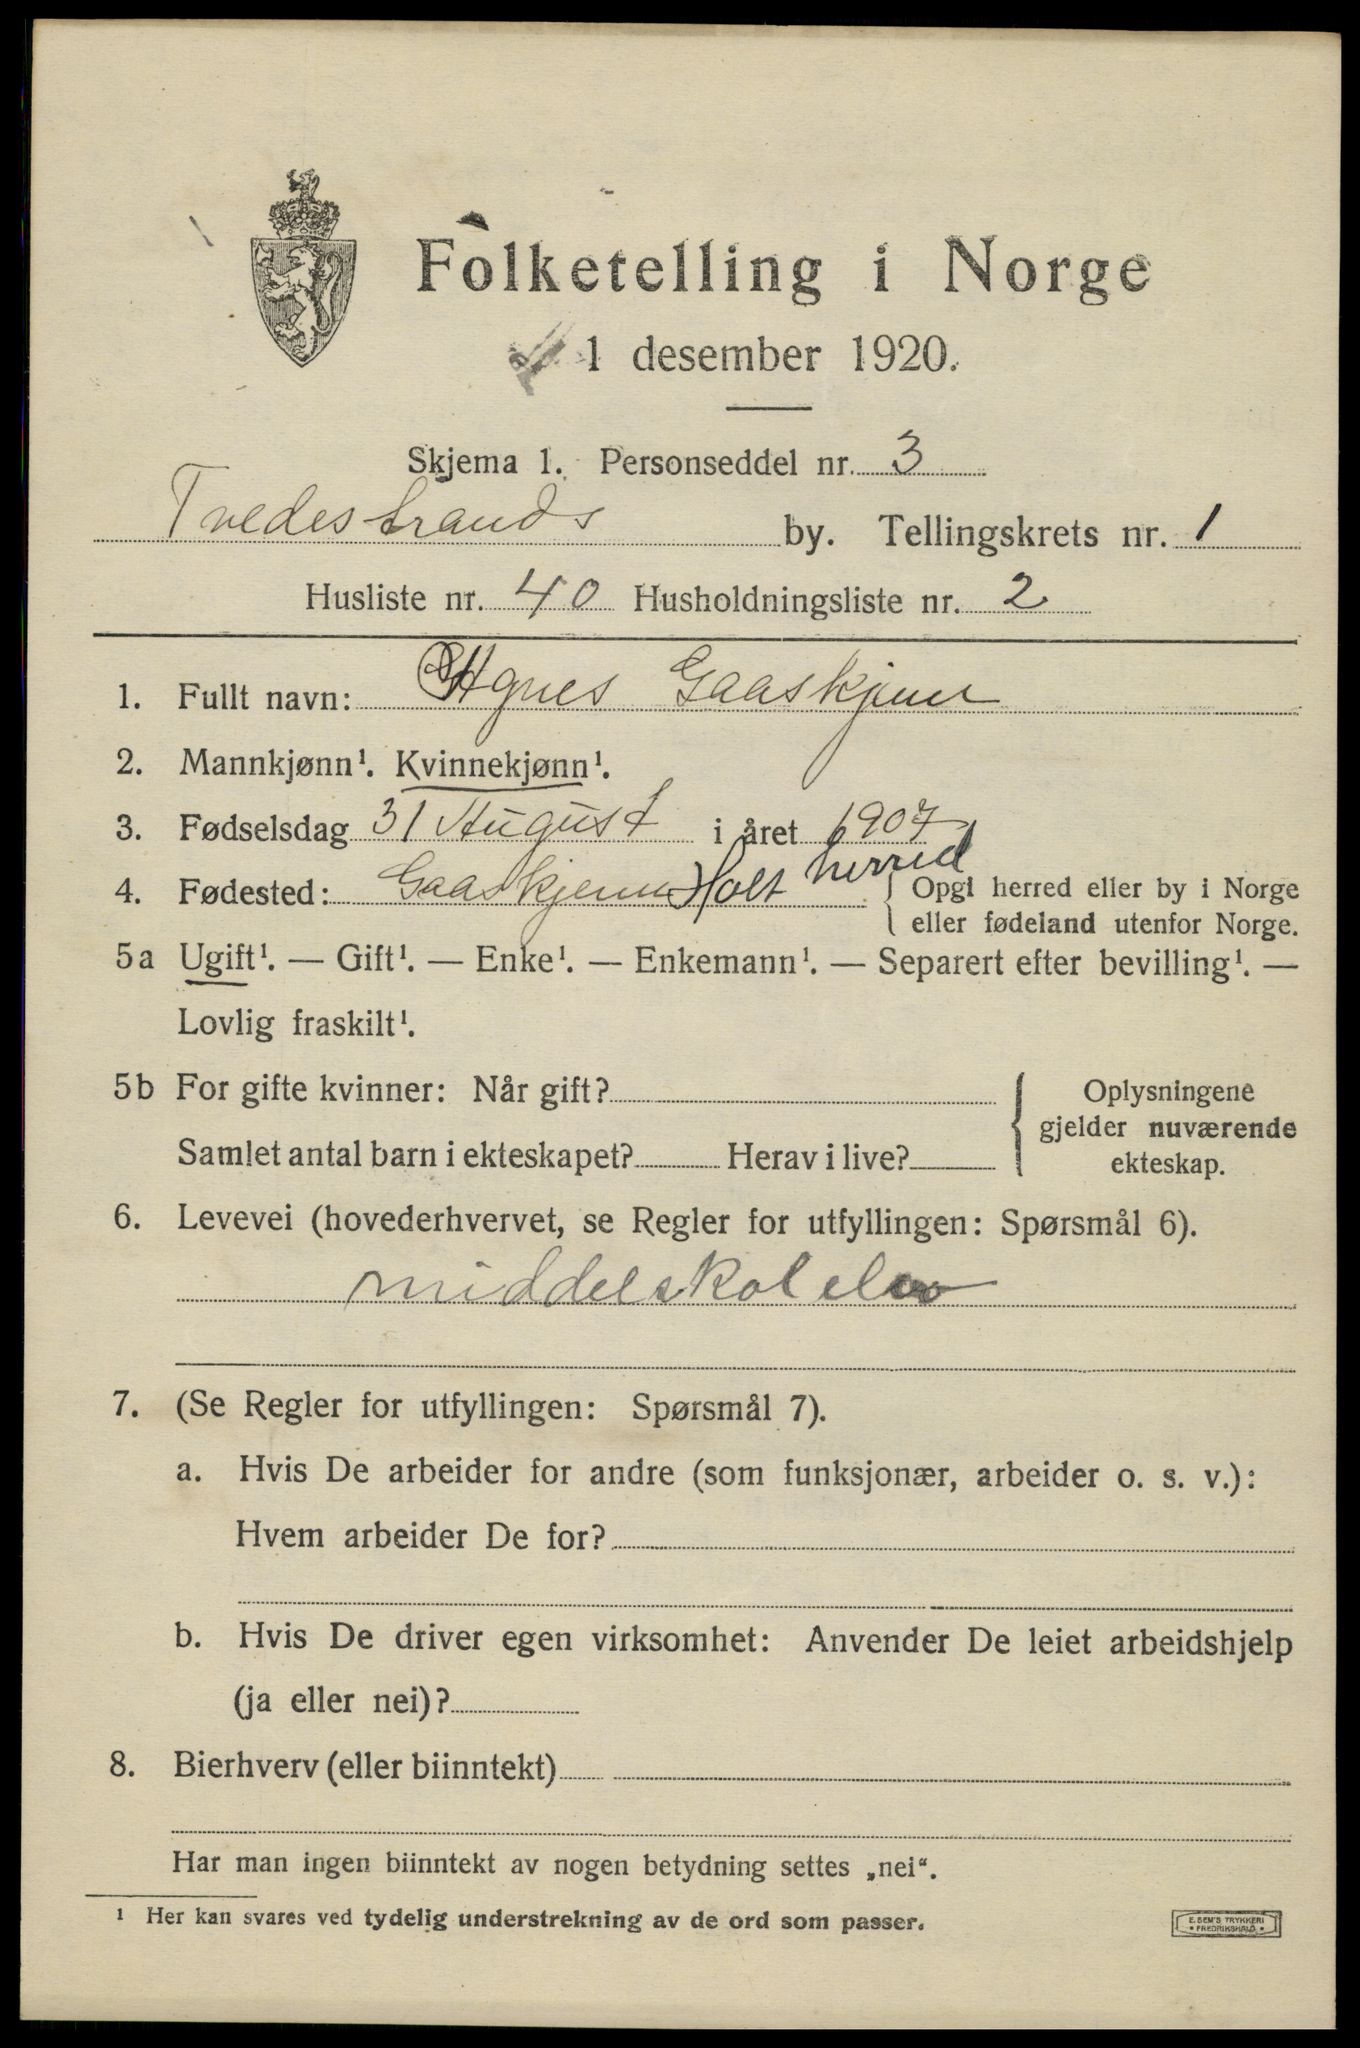 Folketelling i Norge
1 desember 1920.
Skjema 1. Personseddel nr. 3
Tvedestrands by. Tellingskrets nr. 1
Husliste nr. 40 Husholdningsliste nr. 2
1. Fullt navn: Agnes Gaaskjenn
2. Mannkjønn¹. Kvinnekjønn¹.
3. Fødselsdag 31 August i året 1907
4. Fødested: Gaaskjenn Holt herred { Opgi herred eller by i Norge
eller fødeland utenfor Norge.
5a Ugift¹. — Gift¹. — Enke¹. — Enkemann¹. — Separert efter bevilling¹. —
Lovlig fraskilt¹.
5b For gifte kvinner: Når gift?
Samlet antal barn i ekteskapet? Herav i live?
} Oplysningene
gjelder nuværende
ekteskap.
6. Levevei (hovederhvervet, se Regler for utfyllingen: Spørsmål 6).
middelskolelev
7. (Se Regler for utfyllingen: Spørsmål 7).
a. Hvis De arbeider for andre (som funksjonær, arbeider o. s. v.):
Hvem arbeider De for?
b. Hvis De driver egen virksomhet: Anvender De leiet arbeidshjelp
(ja eller nei)?
8. Bierhverv (eller biinntekt)
Har man ingen biinntekt av nogen betydning settes „nei“.
¹ Her kan svares ved tydelig understrekning av de ord som passer.
E. SEM'S TRYKKERI
• FREDRIKSHALD •